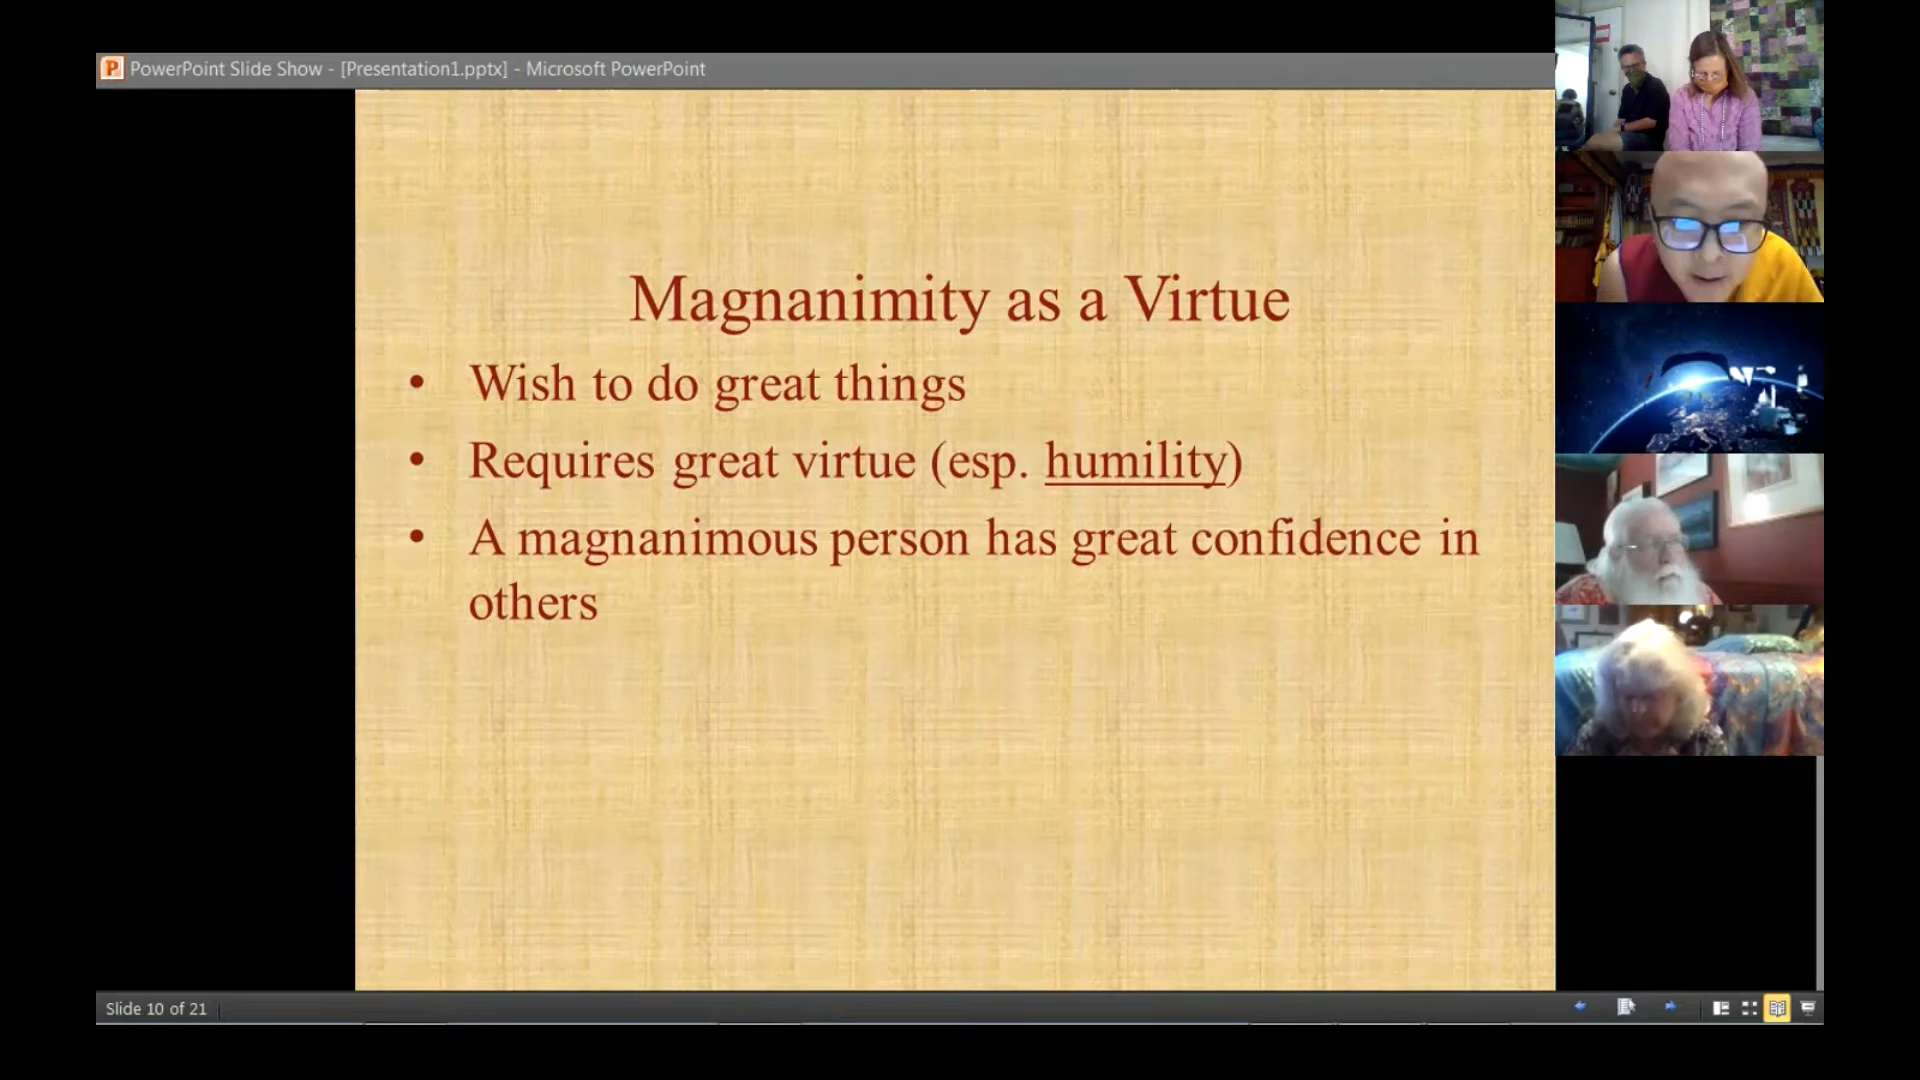 PowerPoint Slide Show - [Presentation1.pptx] - Microsoft PowerPoint
Magnanimity as a Virtue
• Wish to do great things
• Requires great virtue (esp. humility)
• A magnanimous person has great confidence in
others
Slide 10 of 21